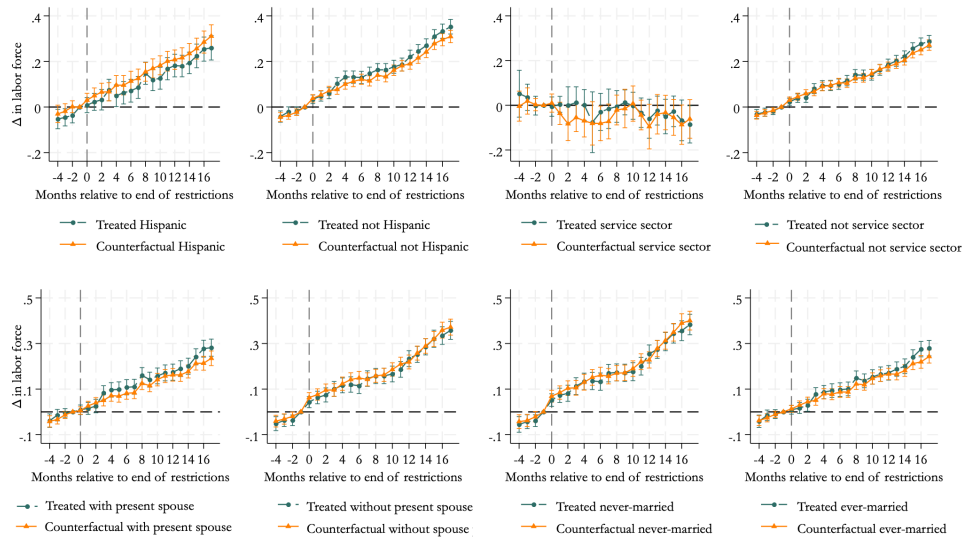 Δ in labor force
.4
.2
0
-.2
-4 -2 0 2 4 6 8 10 12 14 16
Months relative to end of restrictions
Treated Hispanic
Counterfactual Hispanic
.4
.2
0
-.2
-4 -2 0 2 4 6 8 10 12 14 16
Months relative to end of restrictions
Treated not Hispanic
Counterfactual not Hispanic
.4
.2
0
-.2
-4 -2 0 2 4 6 8 10 12 14 16
Months relative to end of restrictions
Treated service sector
Counterfactual service sector
.4
.2
0
-.2
-4 -2 0 2 4 6 8 10 12 14 16
Months relative to end of restrictions
Treated not service sector
Counterfactual not service sector
Δ in labor force
.5
.3
.1
-.1
-4 -2 0 2 4 6 8 10 12 14 16
Months relative to end of restrictions
Treated with present spouse
Counterfactual with present spouse
.5
.3
.1
-.1
-4 -2 0 2 4 6 8 10 12 14 16
Months relative to end of restrictions
Treated without present spouse
Counterfactual without spouse
.5
.3
.1
-.1
-4 -2 0 2 4 6 8 10 12 14 16
Months relative to end of restrictions
Treated never-married
Counterfactual never-married
.5
.3
.1
-.1
-4 -2 0 2 4 6 8 10 12 14 16
Months relative to end of restrictions
Treated ever-married
Counterfactual ever-married